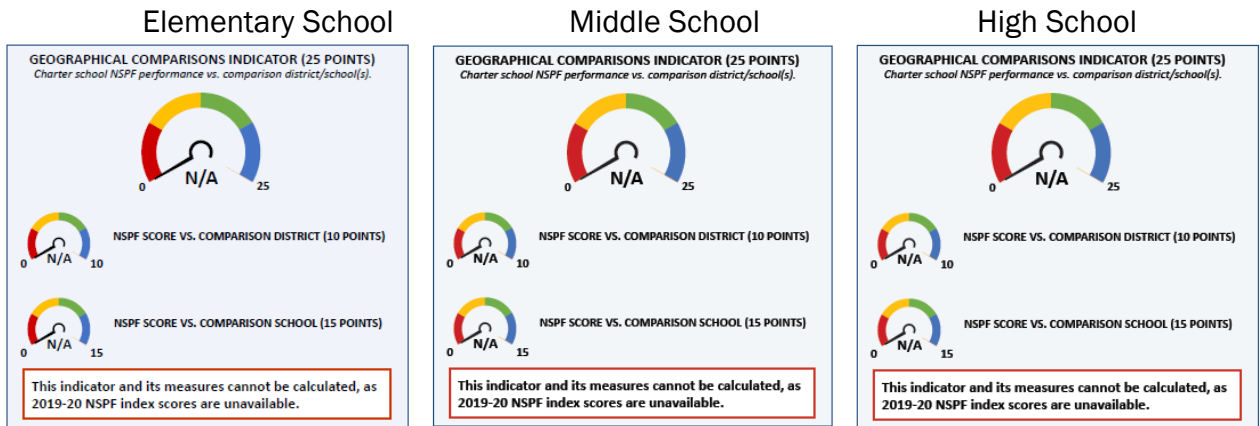 Elementary School
GEOGRAPHICAL COMPARISONS INDICATOR (25 POINTS)
Charter school NSPF performance vs. comparison district/school(s).
N/A
0
25
NSPF SCORE VS. COMPARISON DISTRICT (10 POINTS)
N/A
0
10
NSPF SCORE VS. COMPARISON SCHOOL (15 POINTS)
N/A
0
15
This indicator and its measures cannot be calculated, as
2019-20 NSPF index scores are unavailable.
Middle School
GEOGRAPHICAL COMPARISONS INDICATOR (25 POINTS)
Charter school NSPF performance vs. comparison district/school(s).
N/A
0
25
NSPF SCORE VS. COMPARISON DISTRICT (10 POINTS)
N/A
0
10
NSPF SCORE VS. COMPARISON SCHOOL (15 POINTS)
N/A
0
15
This indicator and its measures cannot be calculated, as
2019-20 NSPF index scores are unavailable.
High School
GEOGRAPHICAL COMPARISONS INDICATOR (25 POINTS)
Charter school NSPF performance vs. comparison district/school(s).
N/A
0
25
NSPF SCORE VS. COMPARISON DISTRICT (10 POINTS)
N/A
0
10
NSPF SCORE VS. COMPARISON SCHOOL (15 POINTS)
N/A
0
15
This indicator and its measures cannot be calculated, as
2019-20 NSPF index scores are unavailable.